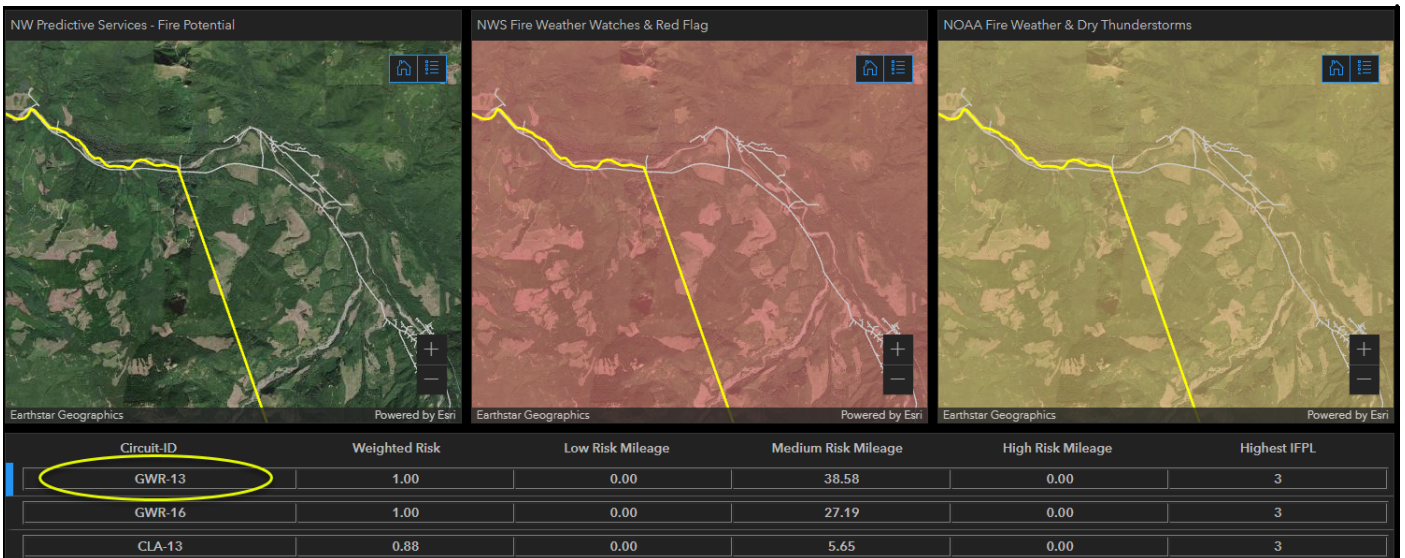 NW Predictive Services - Fire Potential
NWS Fire Weather Watches & Red Flag
NOAA Fire Weather & Dry Thunderstorms
+
−
Earthstar Geographics Powered by Esri
+
−
Earthstar Geographics Powered by Esri
+
−
Earthstar Geographics Powered by Esri
Circuit-ID Weighted Risk Low Risk Mileage Medium Risk Mileage High Risk Mileage Highest IFPL
GWR-13 1.00 0.00 38.58 0.00 3
GWR-16 1.00 0.00 27.19 0.00 3
CLA-13 0.88 0.00 5.65 0.00 3